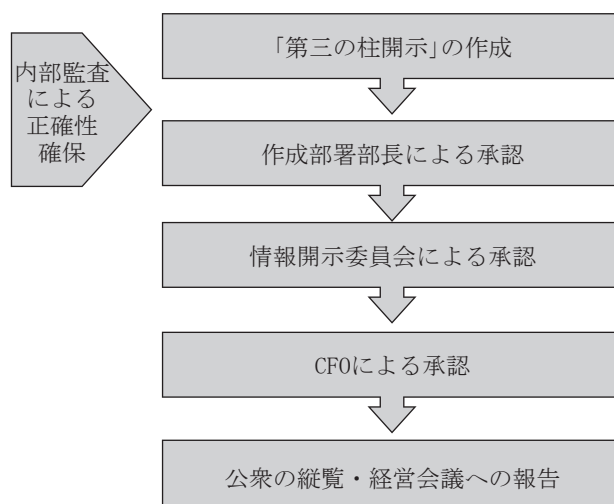 「第三の柱開示」の作成
内部監査
による
正確性
確保
作成部署部長による承認
情報開示委員会による承認
CFOによる承認
公衆の縦覧・経営会議への報告